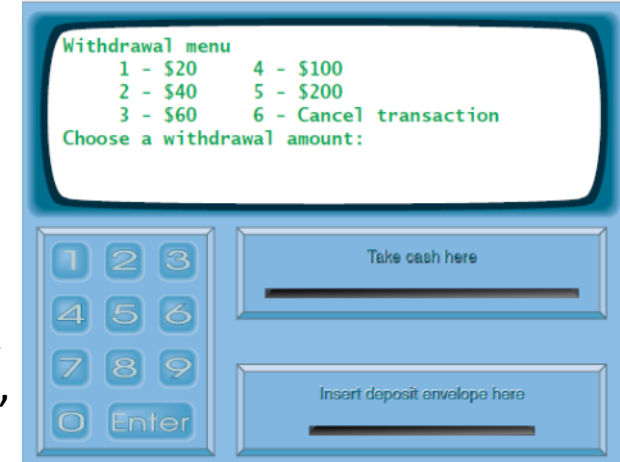 Withdrawal menu
1 - $20 4 - $100
2 - $40 5 - $200
3 - $60 6 - Cancel transaction
Choose a withdrawal amount:
1 2 3
Take cash here
4 5 6
7 8 9
,
Insert deposit envelope here
0 Enter